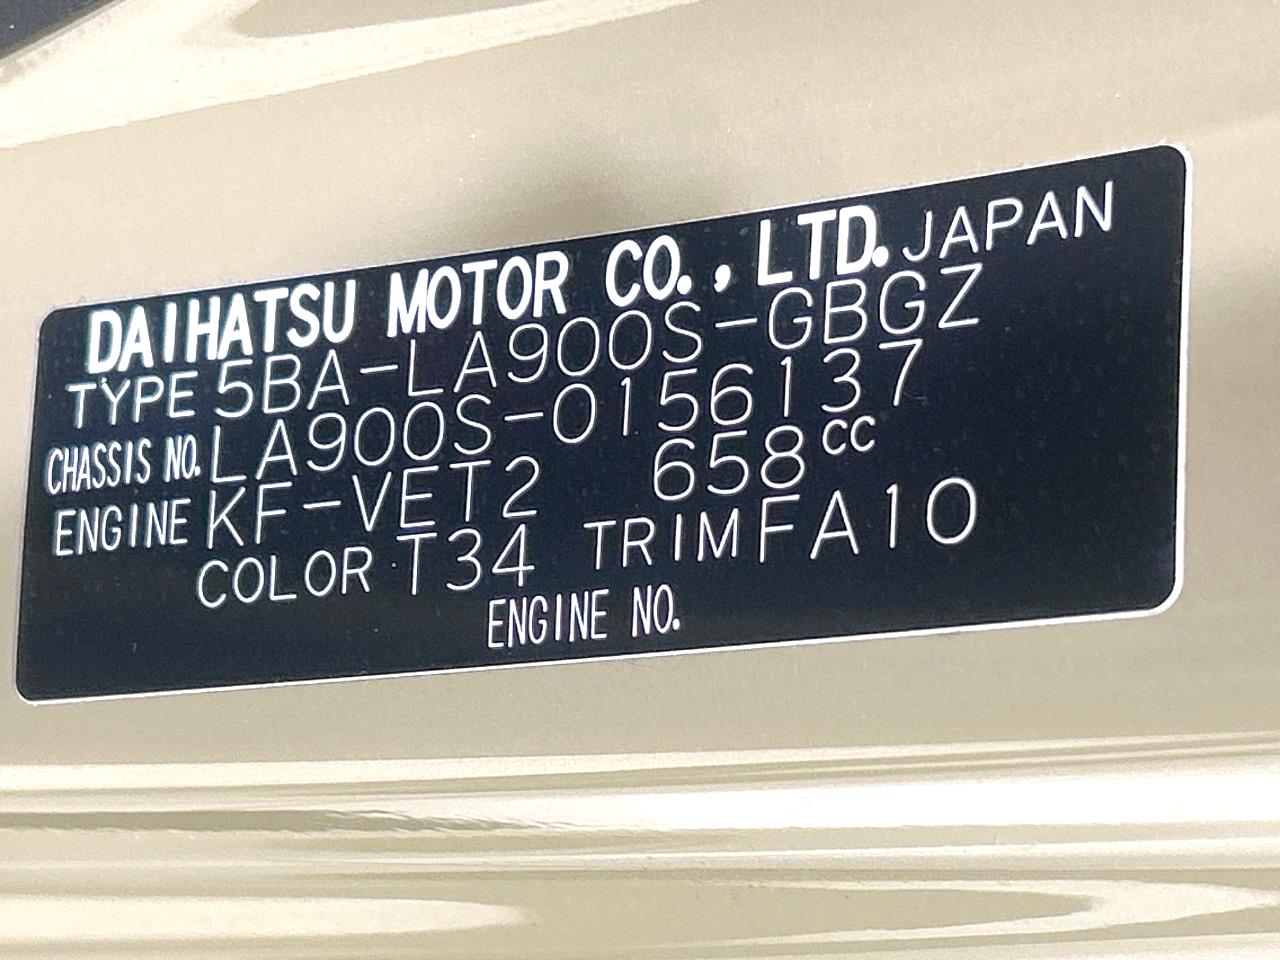 DAIHATSU MOTOR CO., LTD. JAPAN
TYPE 5BA-LA900S-GBGZ
CHASSIS NO. LA900S-0156137
ENGINE KF-VET2 658cc
COLOR T34 TRIM FA10
ENGINE NO.